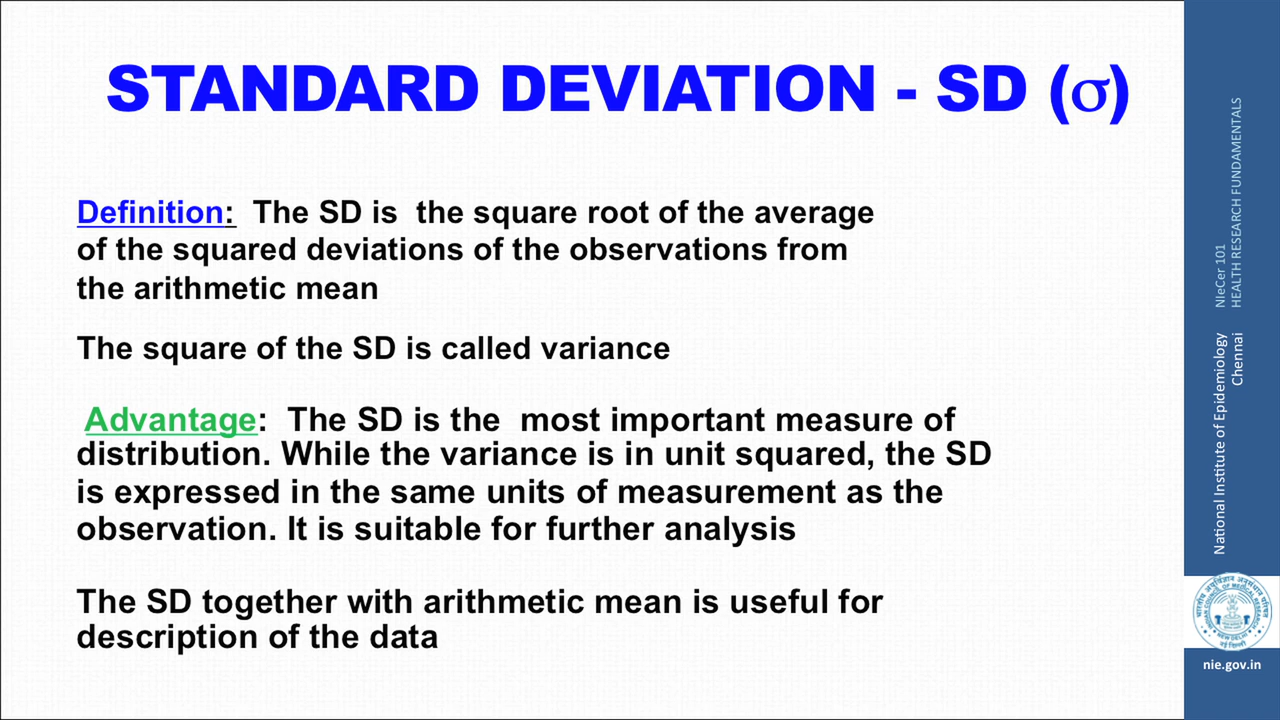 STANDARD DEVIATION - SD (σ)
Definition:  The SD is  the square root of the average
of the squared deviations of the observations from
the arithmetic mean
The square of the SD is called variance
Advantage:  The SD is the  most important measure of
distribution. While the variance is in unit squared, the SD
is expressed in the same units of measurement as the
observation. It is suitable for further analysis
The SD together with arithmetic mean is useful for
description of the data
NIeCer 101
HEALTH RESEARCH FUNDAMENTALS
National Institute of Epidemiology
Chennai
nie.gov.in